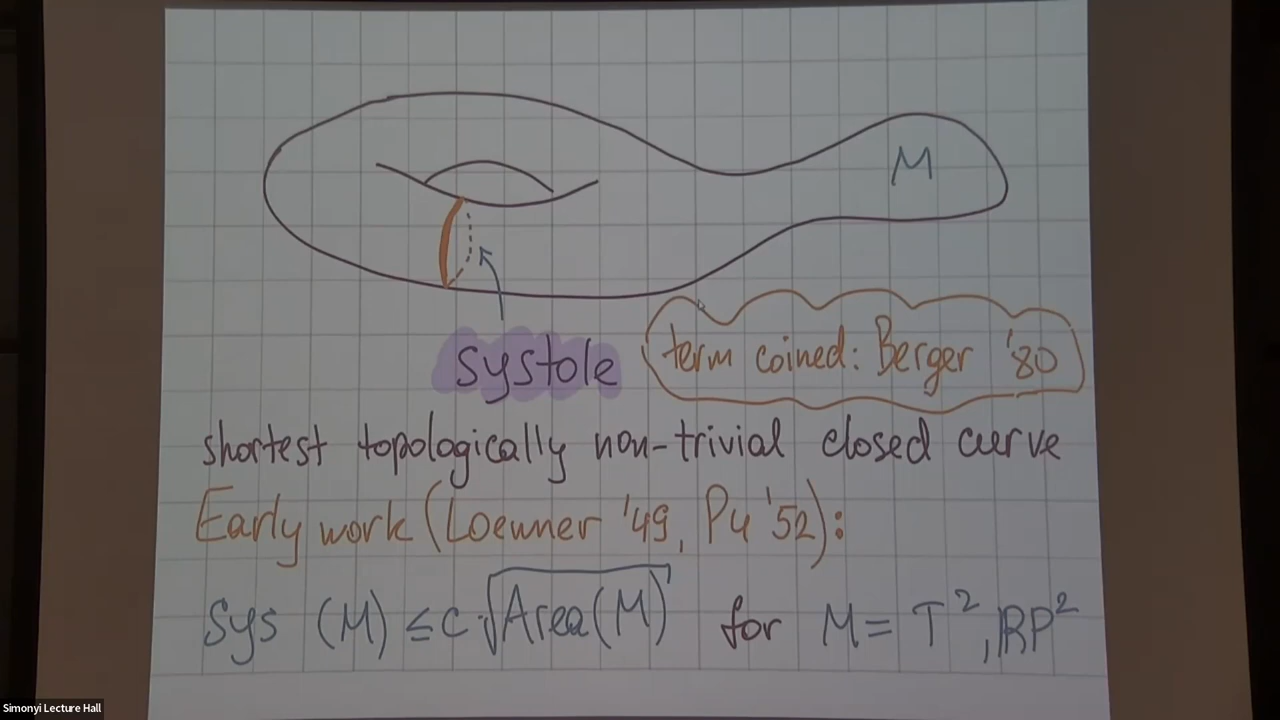 M
systole
term coined: Berger '80
shortest topologically non-trivial closed curve
Early work (Loewner '49, Pu '52):
Sys (M) ≤ c√Area(M) for M = T², RP²
Simonyi Lecture Hall